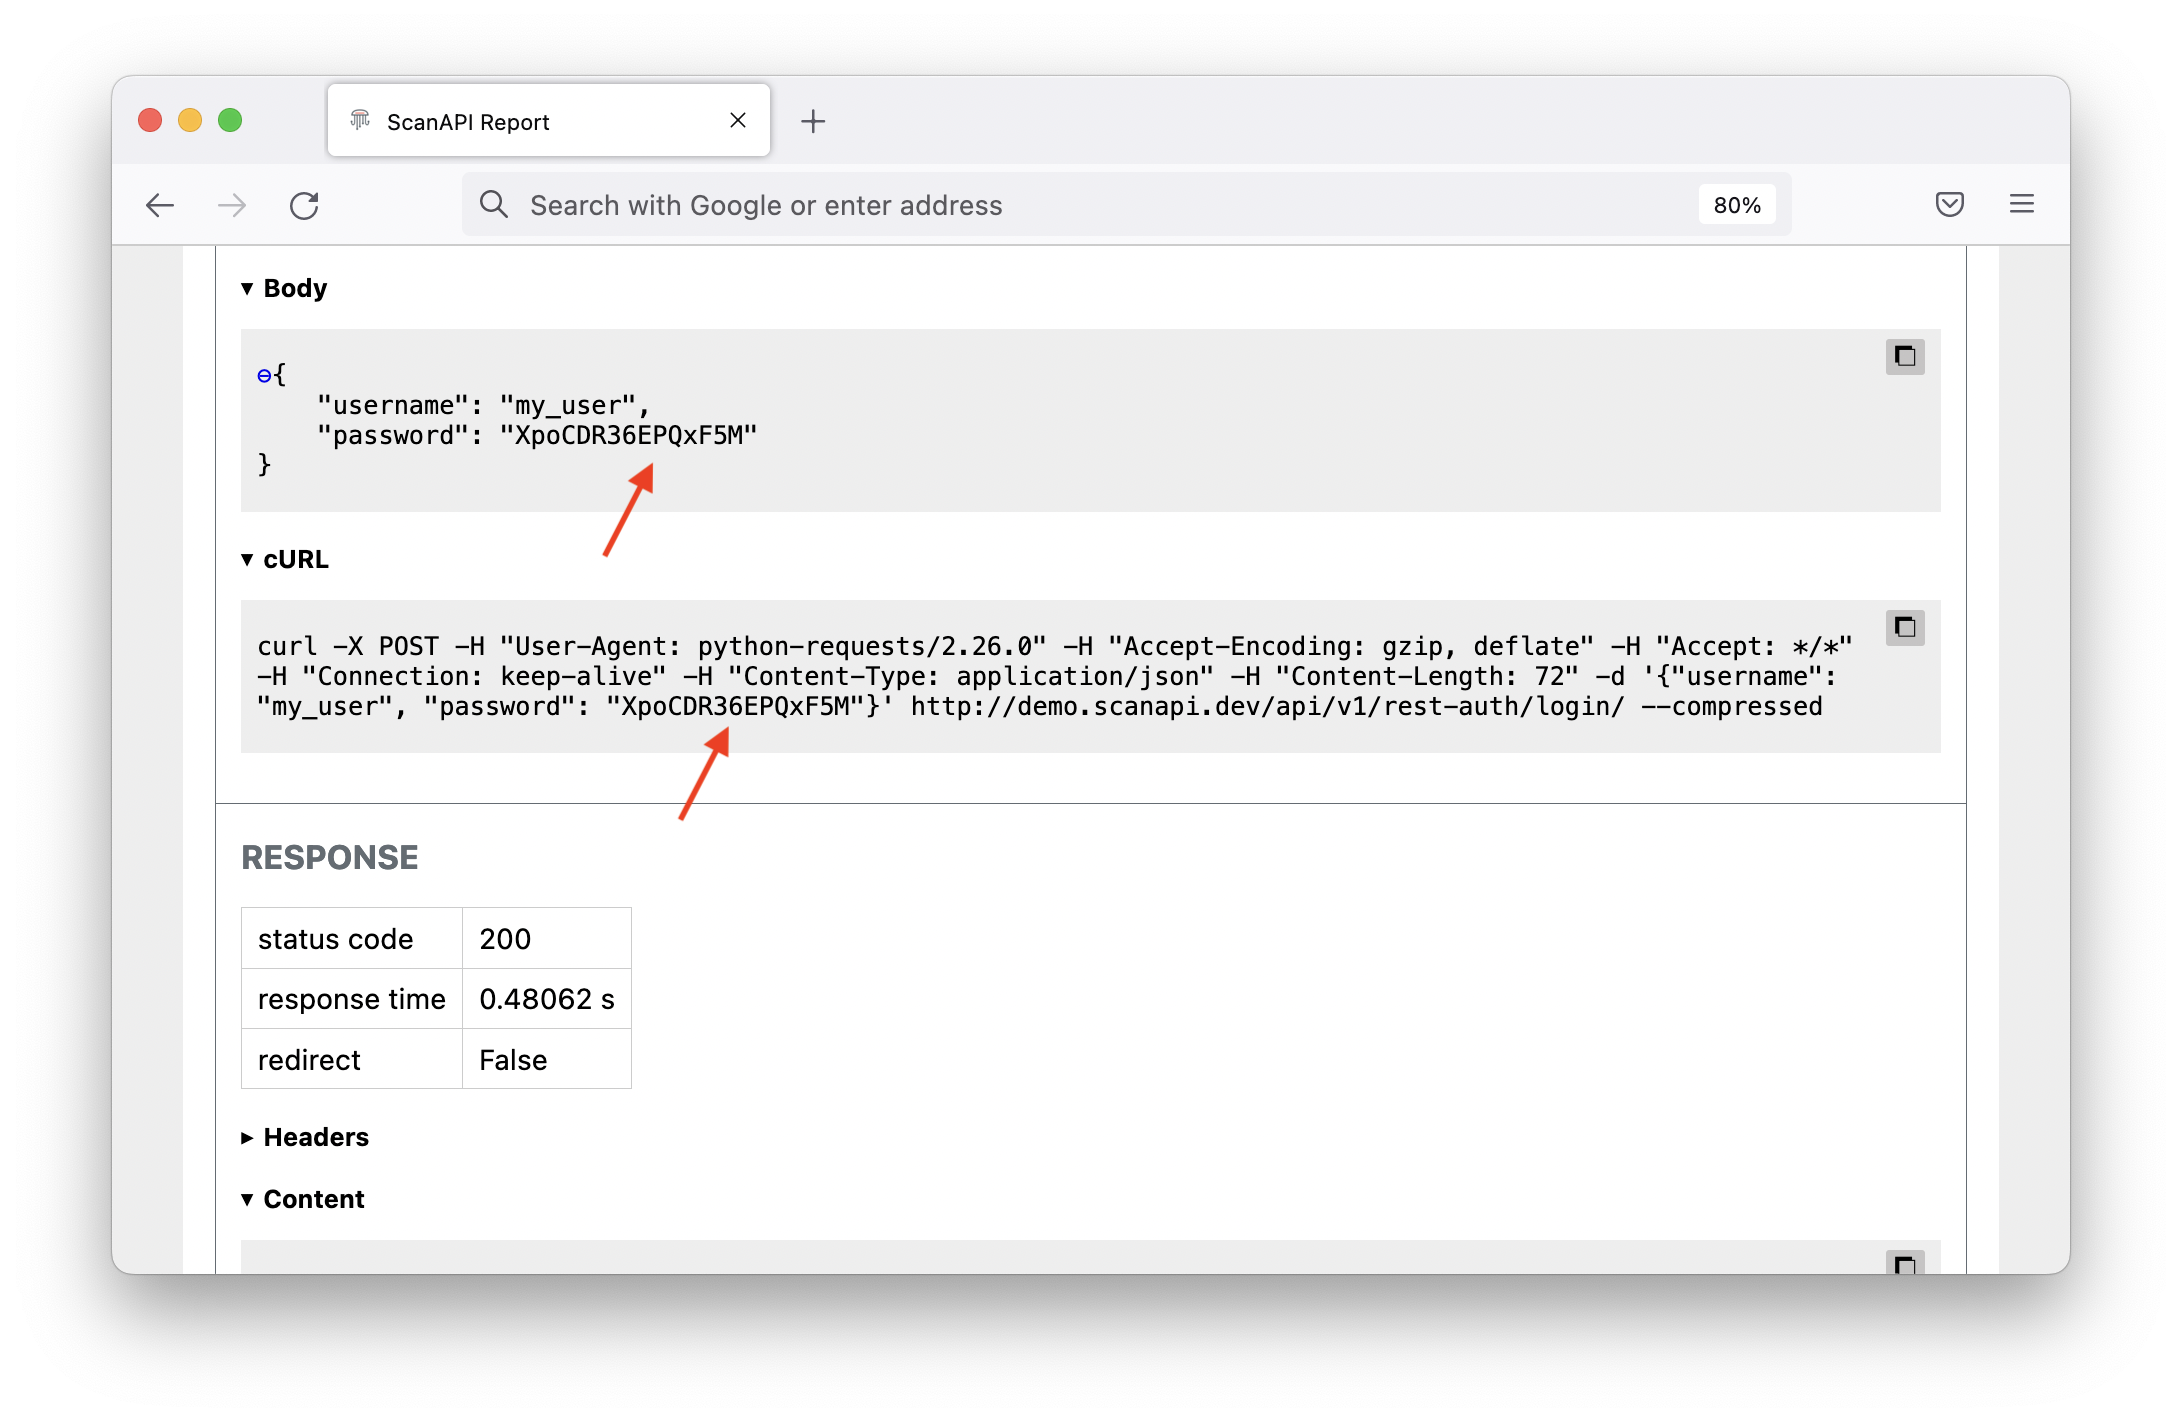 ScanAPI Report
Search with Google or enter address
80%
Body
{
"username": "my_user",
"password": "XpoCDR36EPQxF5M"
}
cURL
curl -X POST -H "User-Agent: python-requests/2.26.0" -H "Accept-Encoding: gzip, deflate" -H "Accept: */*"
-H "Connection: keep-alive" -H "Content-Type: application/json" -H "Content-Length: 72" -d '{"username":
"my_user", "password": "XpoCDR36EPQxF5M"}' http://demo.scanapi.dev/api/v1/rest-auth/login/ --compressed
RESPONSE
status code 200
response time 0.48062 s
redirect False
Headers
Content